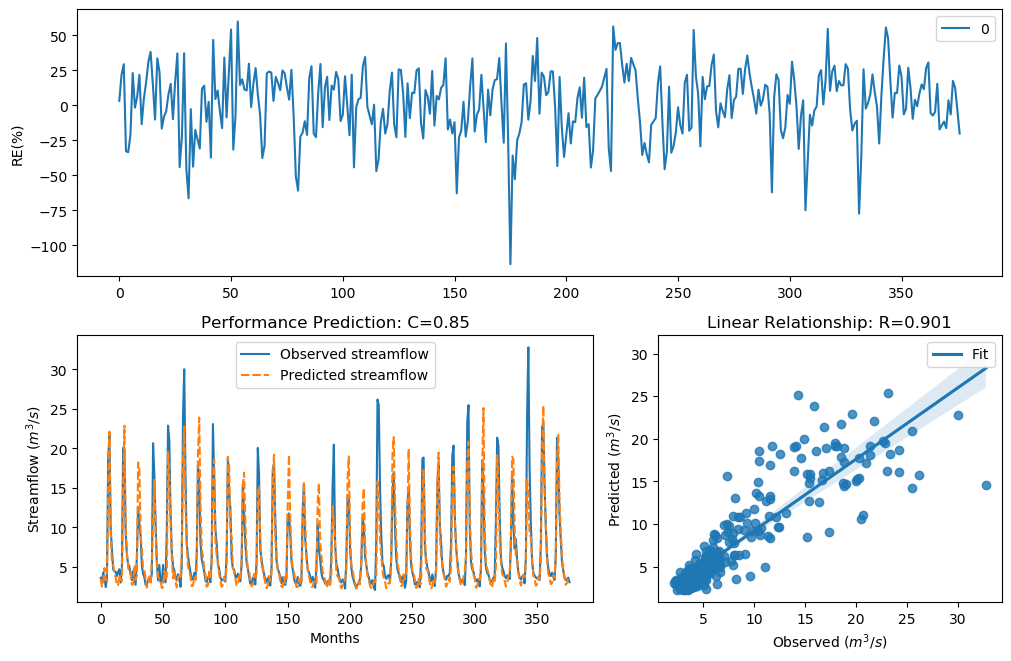 50
25
0
−25
−50
−75
−100
RE(%)
0
0 50 100 150 200 250 300 350
Performance Prediction: C=0.85
Observed streamflow
Predicted streamflow
30
25
20
15
10
5
Streamflow (m³/s)
0 50 100 150 200 250 300 350
Months
Linear Relationship: R=0.901
Fit
30
25
20
15
10
5
Predicted (m³/s)
5 10 15 20 25 30
Observed (m³/s)